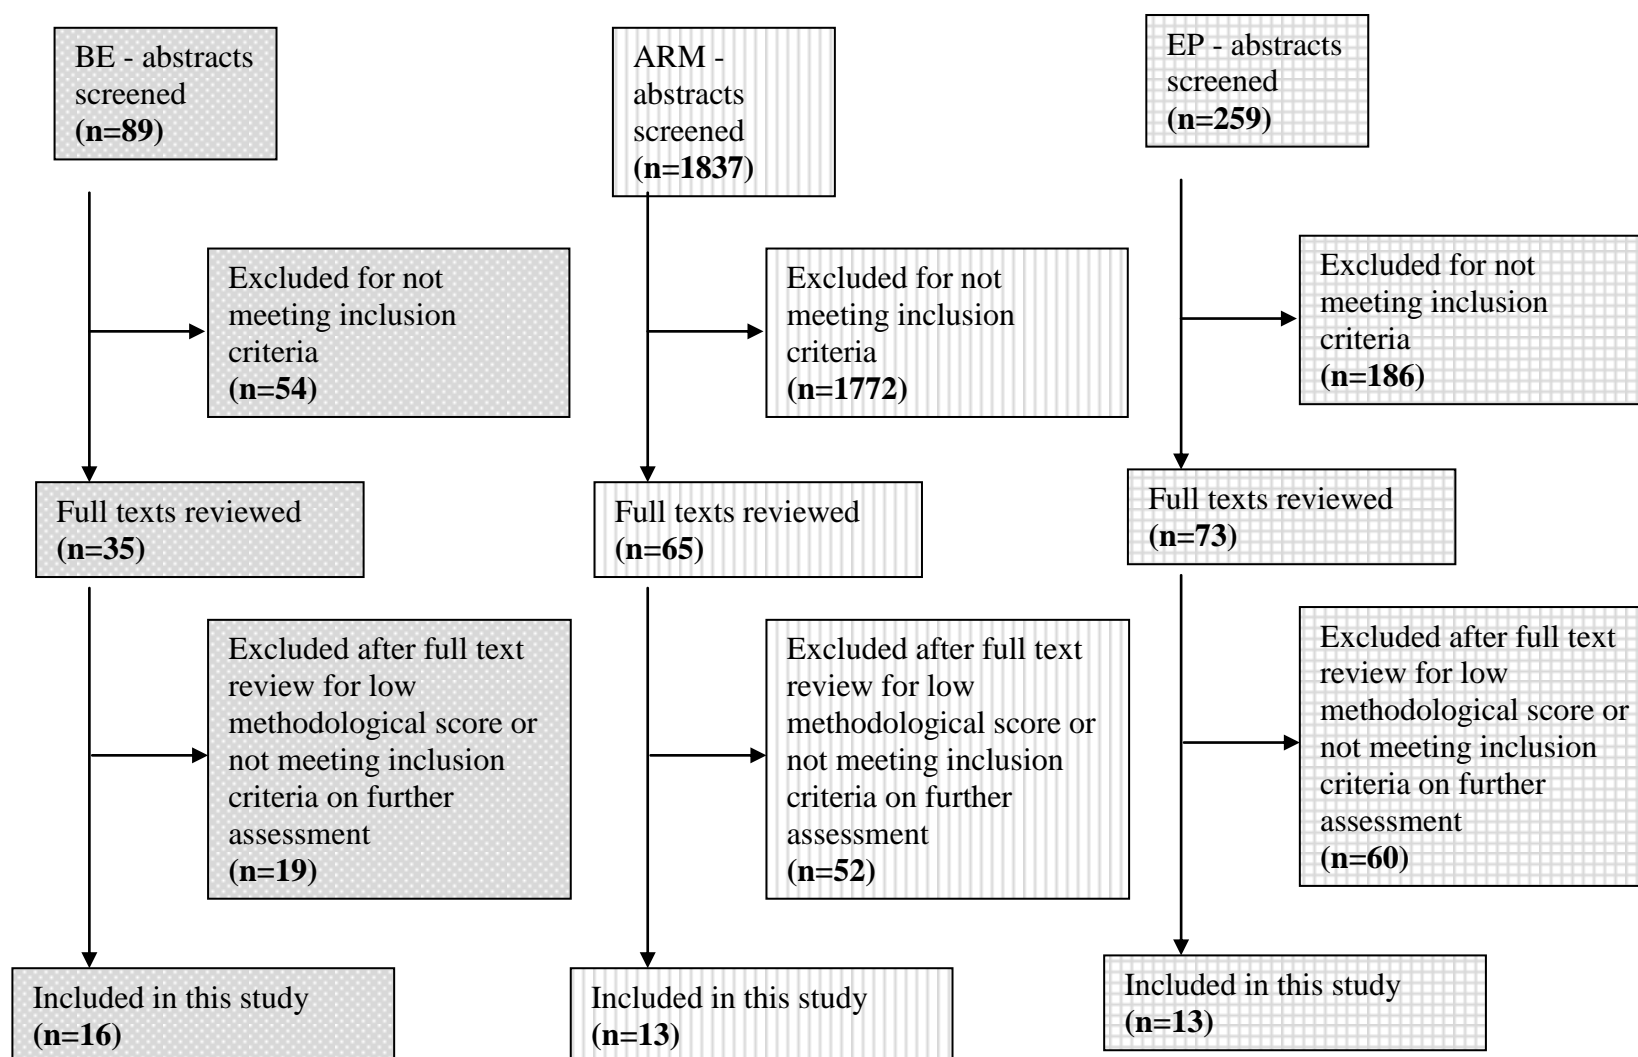 BE - abstracts
screened
(n=89)
ARM -
abstracts
screened
(n=1837)
EP - abstracts
screened
(n=259)
Excluded for not
meeting inclusion
criteria
(n=54)
Excluded for not
meeting inclusion
criteria
(n=1772)
Excluded for not
meeting inclusion
criteria
(n=186)
Full texts reviewed
(n=35)
Full texts reviewed
(n=65)
Full texts reviewed
(n=73)
Excluded after full text
review for low
methodological score or
not meeting inclusion
criteria on further
assessment
(n=19)
Excluded after full text
review for low
methodological score or
not meeting inclusion
criteria on further
assessment
(n=52)
Excluded after full text
review for low
methodological score or
not meeting inclusion
criteria on further
assessment
(n=60)
Included in this study
(n=16)
Included in this study
(n=13)
Included in this study
(n=13)